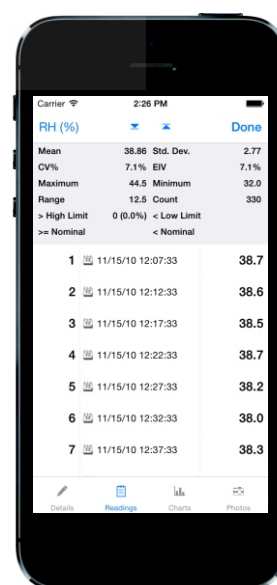 Carrier 2:26 PM
RH (%) Done
Mean 38.86 Std. Dev. 2.77
CV% 7.1% EIV 7.1%
Maximum 44.5 Minimum 32.0
Range 12.5 Count 330
> High Limit 0 (0.0%) < Low Limit
>= Nominal < Nominal
1 11/15/10 12:07:33 38.7
2 11/15/10 12:12:33 38.6
3 11/15/10 12:17:33 38.5
4 11/15/10 12:22:33 38.7
5 11/15/10 12:27:33 38.2
6 11/15/10 12:32:33 38.0
7 11/15/10 12:37:33 38.3
Details Readings Charts Photos